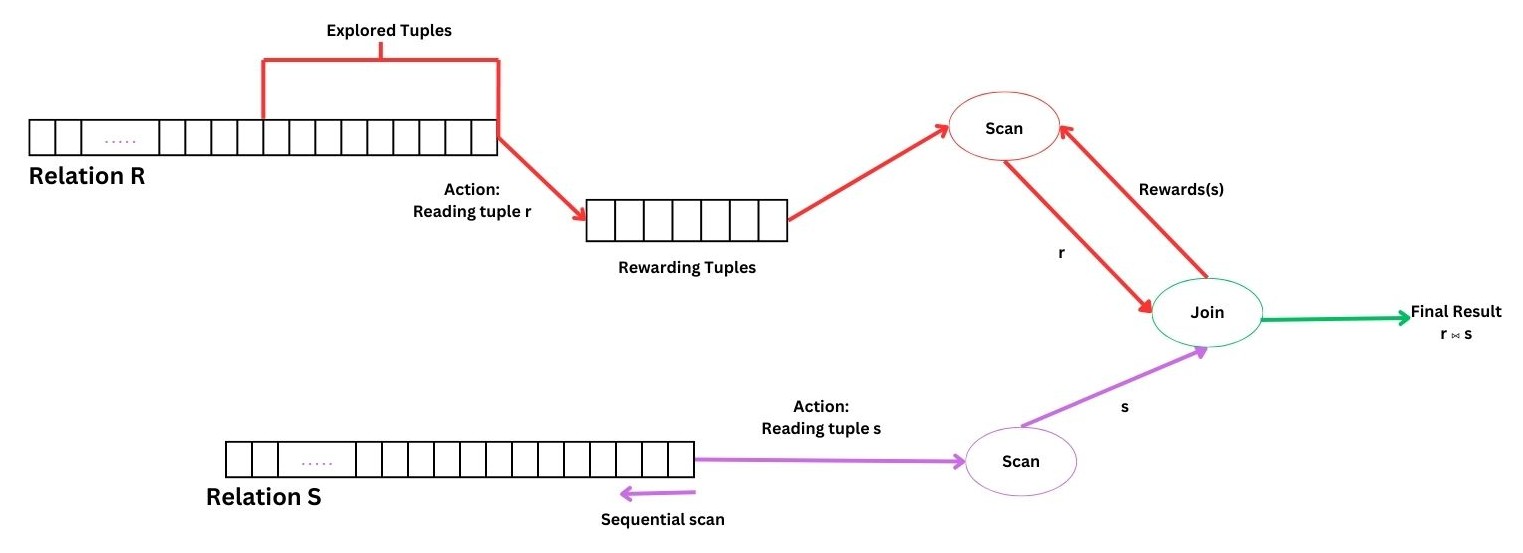 Explored Tuples
.....
Relation R
Action:
Reading tuple r
Rewarding Tuples
Scan
Rewards(s)
r
Join
Final Result
r ⋈ s
Action:
Reading tuple s
s
.....
Scan
Relation S
Sequential scan